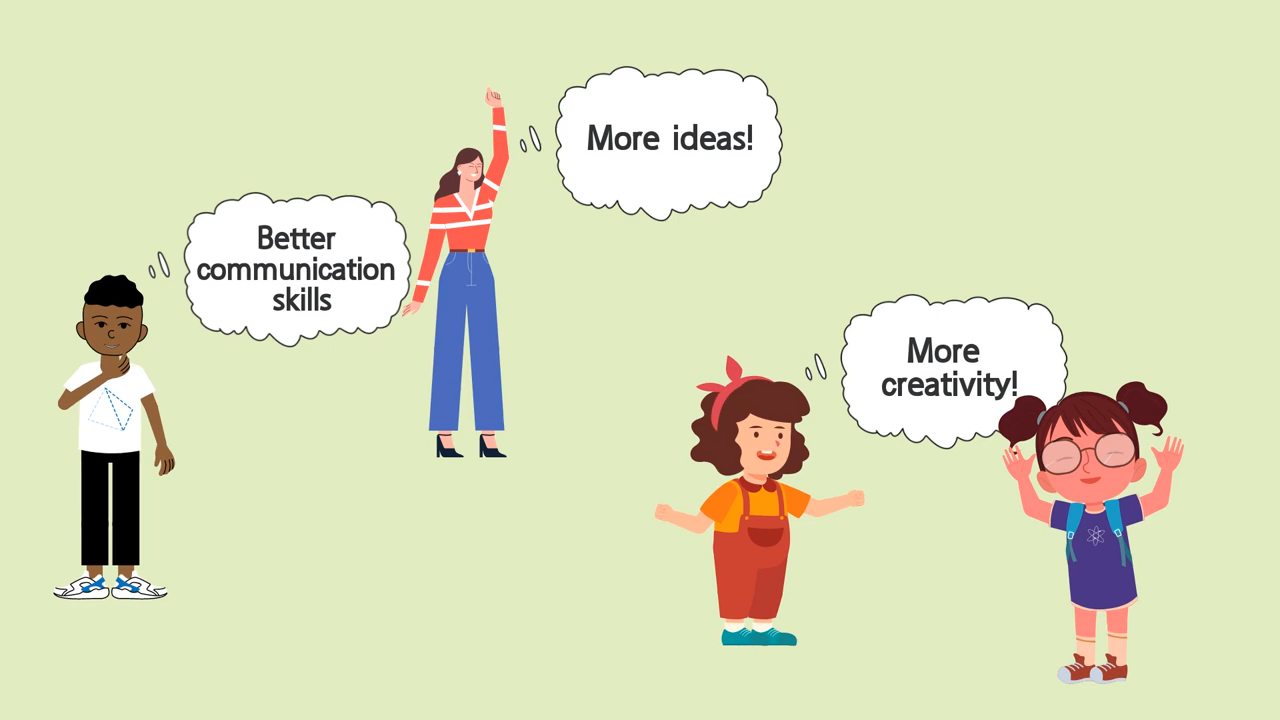 More ideas!
Better
communication
skills
More
creativity!